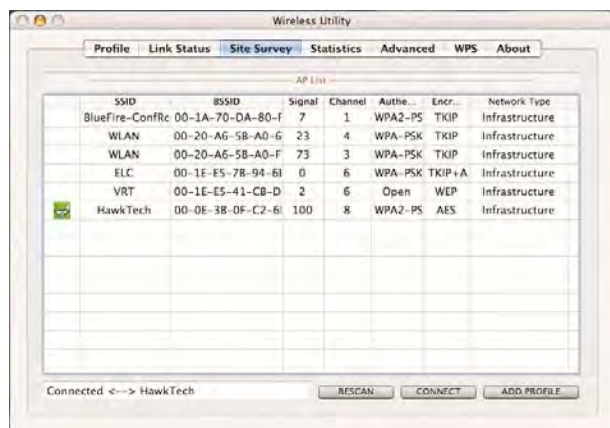 Wireless Utility
Profile Link Status Site Survey Statistics Advanced WPS About
AP List
SSID BSSID Signal Channel Authe... Encr... Network Type
BlueFire-ConfRc 00-1A-70-DA-80-F 7 1 WPA2-PS TKIP Infrastructure
WLAN 00-20-A6-5B-A0-6 23 4 WPA-PSK TKIP Infrastructure
WLAN 00-20-A6-5B-A0-F 73 3 WPA-PSK TKIP Infrastructure
ELC 00-1E-E5-7B-94-6 0 6 WPA-PSK TKIP+A Infrastructure
VRT 00-1E-E5-41-CB-D 2 6 Open WEP Infrastructure
HawkTech 00-0E-3B-0F-C2-6 100 8 WPA2-PS AES Infrastructure
Connected <--> HawkTech RESCAN CONNECT ADD PROFILE